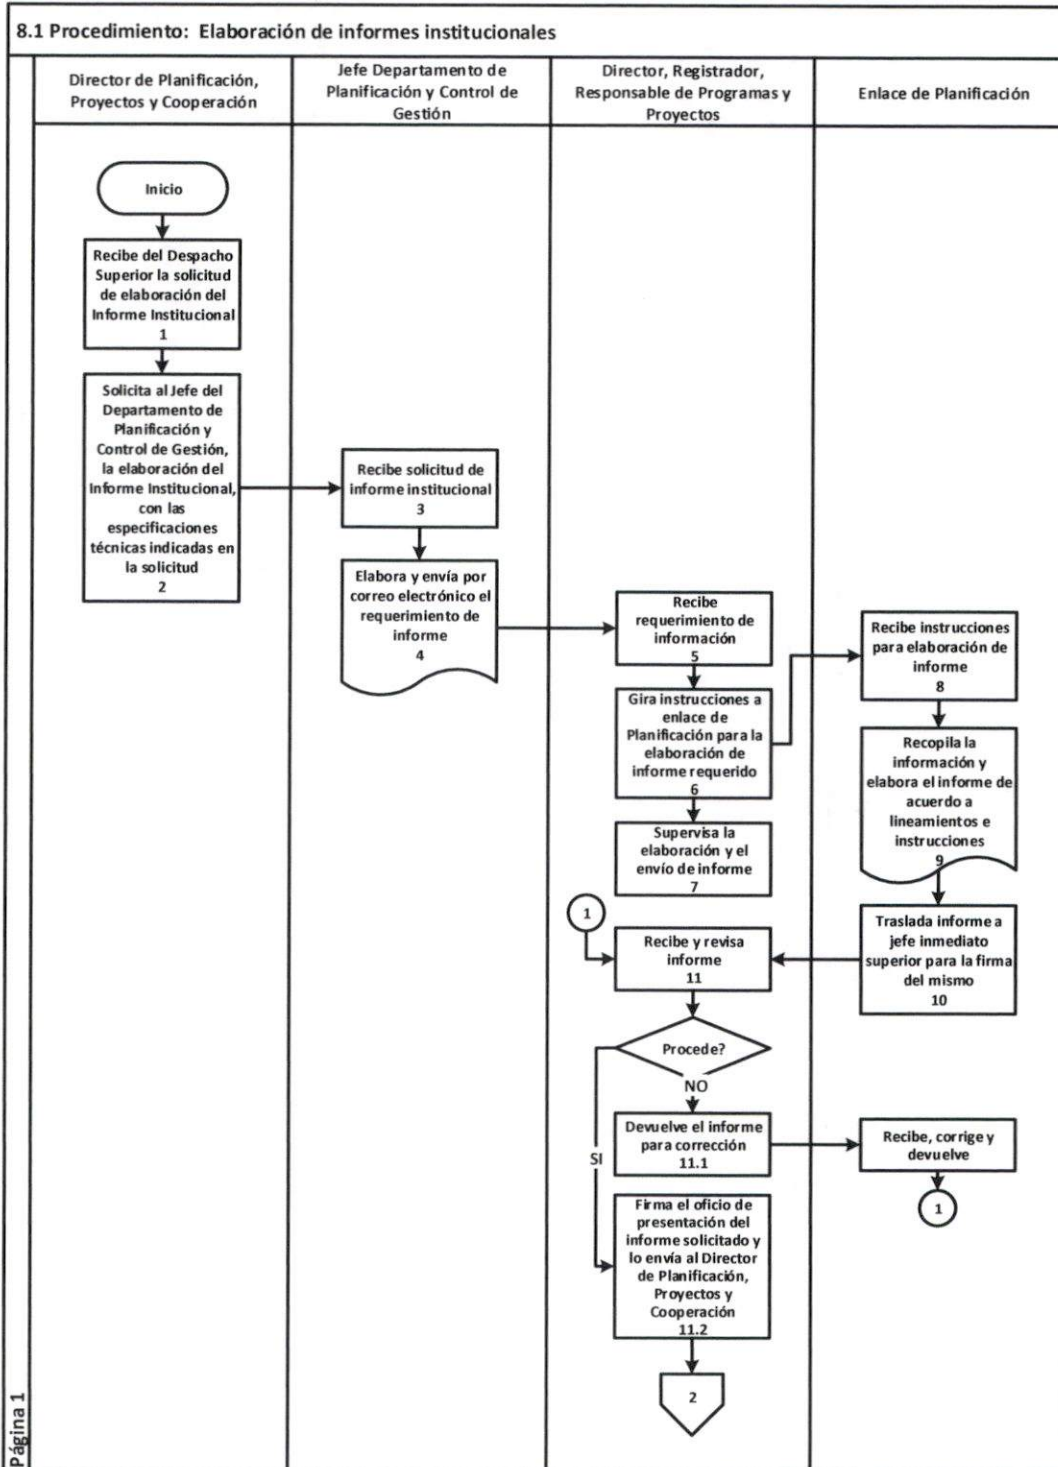 8.1 Procedimiento: Elaboración de informes institucionales
Director de Planificación,
Proyectos y Cooperación
Jefe Departamento de
Planificación y Control de
Gestión
Director, Registrador,
Responsable de Programas y
Proyectos
Enlace de Planificación
Inicio
Recibe del Despacho
Superior la solicitud
de elaboración del
Informe Institucional
1
Solicita al Jefe del
Departamento de
Planificación y
Control de Gestión,
la elaboración del
Informe Institucional,
con las
especificaciones
técnicas indicadas en
la solicitud
2
Recibe solicitud de
informe institucional
3
Elabora y envía por
correo electrónico el
requerimiento de
informe
4
Recibe
requerimiento de
información
5
Gira instrucciones a
enlace de
Planificación para la
elaboración de
informe requerido
6
Supervisa la
elaboración y el
envío de informe
7
Recibe instrucciones
para elaboración de
informe
8
Recopila la
información y
elabora el informe de
acuerdo a
lineamientos e
instrucciones
9
Traslada informe a
jefe inmediato
superior para la firma
del mismo
10
1
Recibe y revisa
informe
11
Procede?
NO
SI
Devuelve el informe
para corrección
11.1
Recibe, corrige y
devuelve
1
Firma el oficio de
presentación del
informe solicitado y
lo envía al Director
de Planificación,
Proyectos y
Cooperación
11.2
2
Página 1